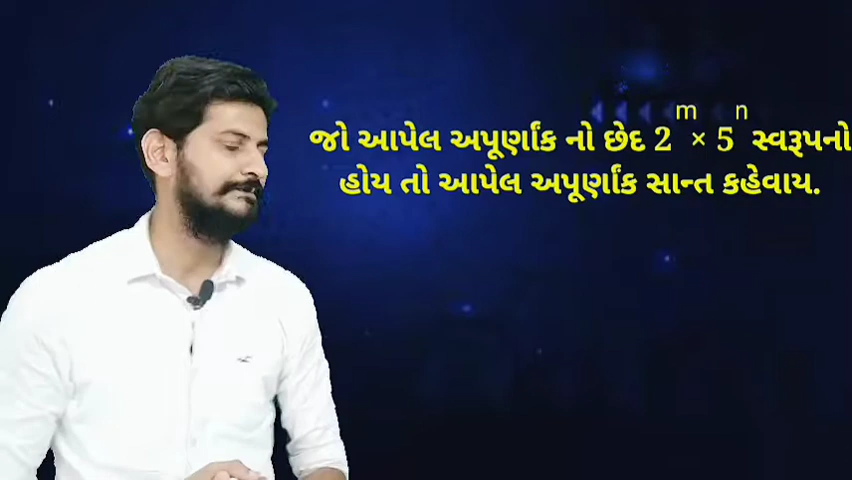 જો આપેલ અપૂર્ણાંક નો છેદ 2ᵐ × 5ⁿ સ્વરૂપનો
હોય તો આપેલ અપૂર્ણાંક સાન્ત કહેવાય.